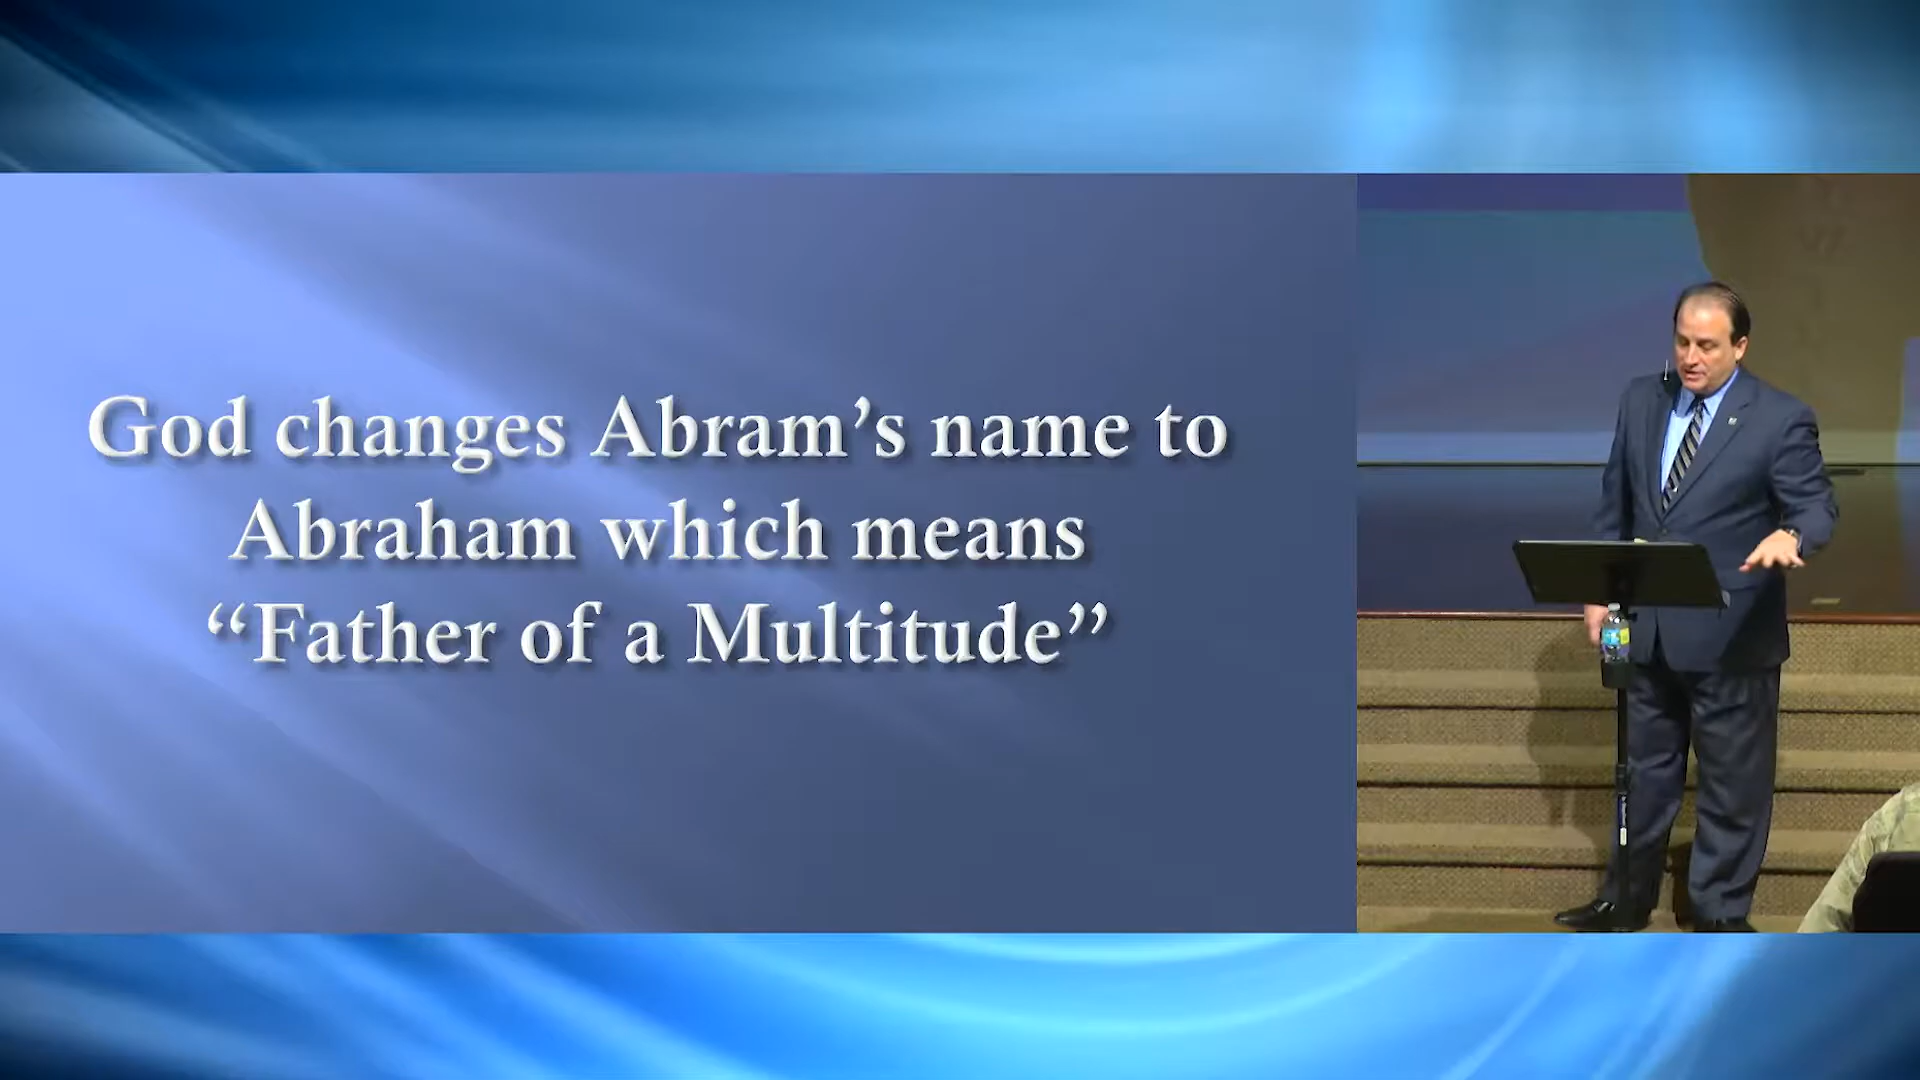 God changes Abram’s name to
Abraham which means
“Father of a Multitude”